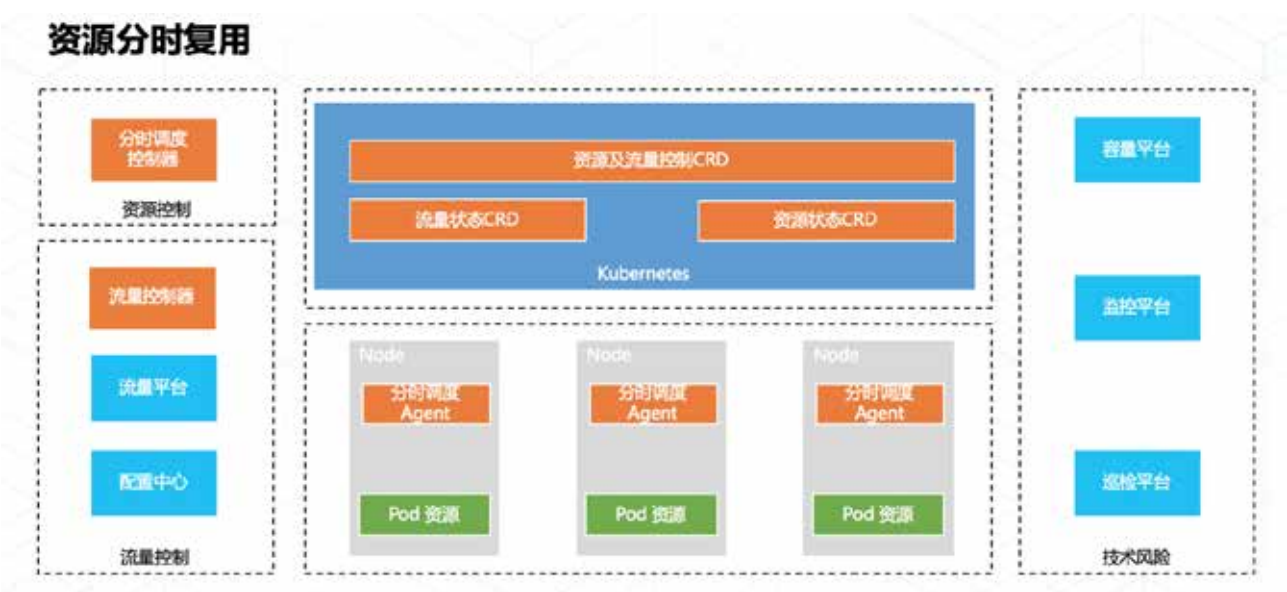 资源分时复用
分时调度
控制器
资源控制
流量控制器
流量平台
配置中心
流量控制
资源及流量控制CRD
流量状态CRD
资源状态CRD
Kubernetes
Node
分时调度
Agent
Pod 资源
Node
分时调度
Agent
Pod 资源
Node
分时调度
Agent
Pod 资源
容量平台
监控平台
巡检平台
技术风险